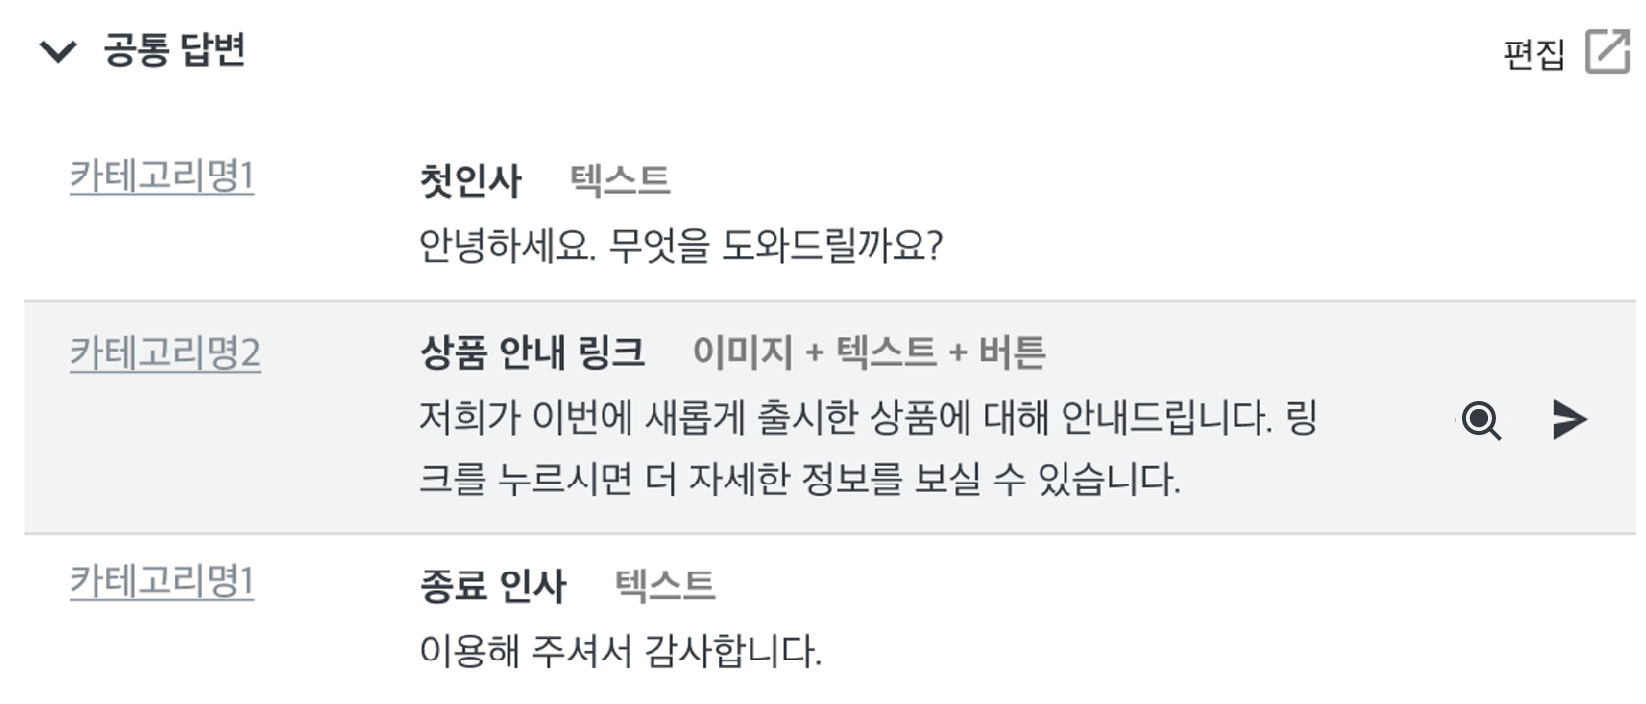 공통 답변
편집
카테고리명1
첫인사 텍스트
안녕하세요. 무엇을 도와드릴까요?
카테고리명2
상품 안내 링크 이미지 + 텍스트 + 버튼
저희가 이번에 새롭게 출시한 상품에 대해 안내드립니다. 링
크를 누르시면 더 자세한 정보를 보실 수 있습니다.
카테고리명1
종료 인사 텍스트
이용해 주셔서 감사합니다.